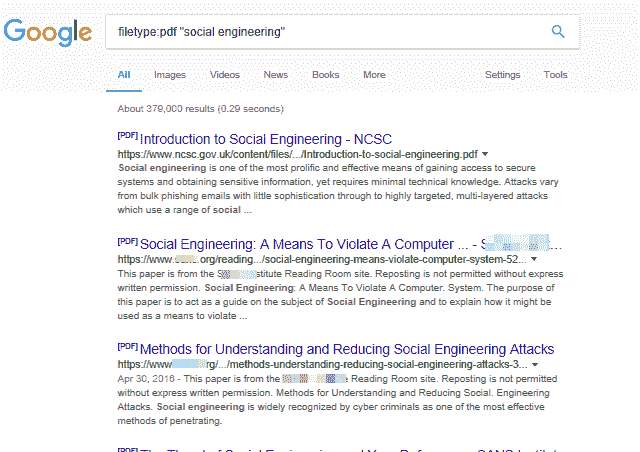 Google
filetype:pdf "social engineering"
All Images Videos News Books More Settings Tools
About 379,000 results (0.29 seconds)
[PDF] Introduction to Social Engineering - NCSC
https://www.ncsc.gov.uk/content/files/.../Introduction-to-social-engineering.pdf
Social engineering is one of the most prolific and effective means of gaining access to secure
systems and obtaining sensitive information, yet requires minimal technical knowledge. Attacks vary
from bulk phishing emails with little sophistication through to highly targeted, multi-layered attacks
which use a range of social ...
[PDF] Social Engineering: A Means To Violate A Computer ... - S ...
https://www. .org/reading.../social-engineering-means-violate-computer-system-52...
This paper is from the S stitute Reading Room site. Reposting is not permitted without express
written permission. Social Engineering: A Means To Violate A Computer. System. The purpose of
this paper is to act as a guide on the subject of Social Engineering and to explain how it might be
used as a means to violate ...
[PDF] Methods for Understanding and Reducing Social Engineering Attacks
https://www rg/.../methods-understanding-reducing-social-engineering-attacks-3...
Apr 30, 2016 - This paper is from the e Reading Room site. Reposting is not permitted
without express written permission. Methods for Understanding and Reducing Social. Engineering
Attacks. Social engineering is widely recognized by cyber criminals as one of the most effective
methods of penetrating.